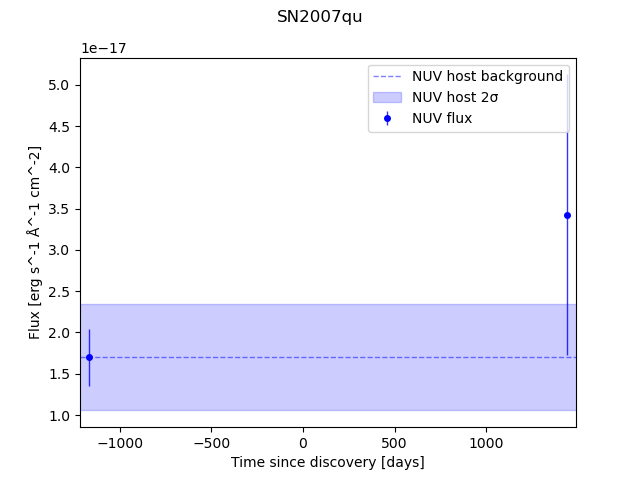 SN2007qu
1e−17
NUV host background
NUV host 2σ
NUV flux
5.0
4.5
4.0
3.5
3.0
2.5
2.0
1.5
1.0
Flux [erg s^-1 Å^-1 cm^-2]
−1000 −500 0 500 1000
Time since discovery [days]